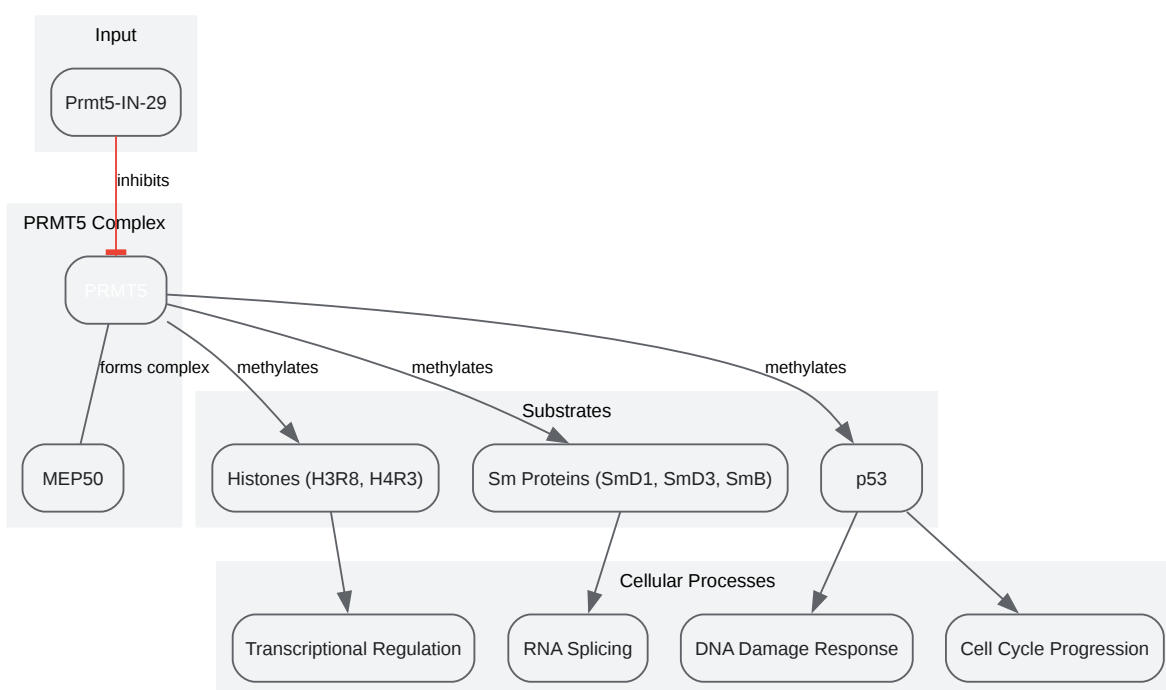 Input
Prmt5-IN-29
inhibits
PRMT5 Complex
PRMT5
forms complex
methylates
methylates
methylates
Substrates
MEP50
Histones (H3R8, H4R3)
Sm Proteins (SmD1, SmD3, SmB)
p53
Cellular Processes
Transcriptional Regulation
RNA Splicing
DNA Damage Response
Cell Cycle Progression